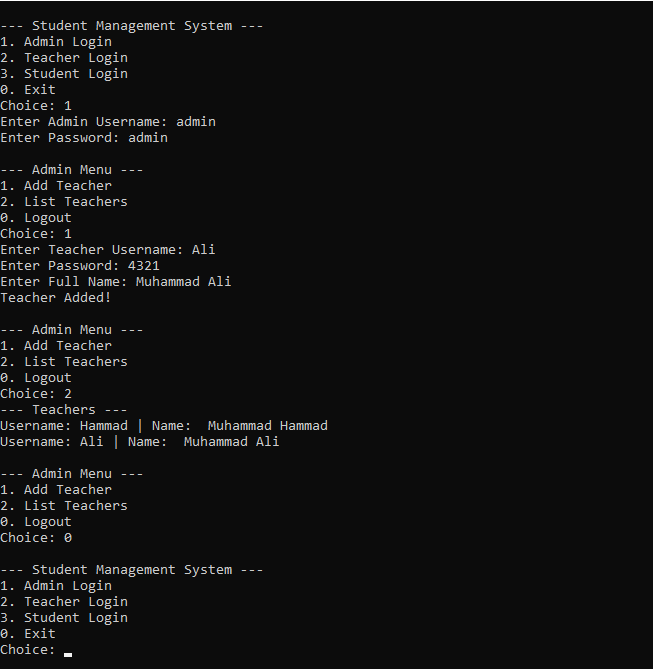 --- Student Management System ---
1. Admin Login
2. Teacher Login
3. Student Login
0. Exit
Choice: 1
Enter Admin Username: admin
Enter Password: admin
--- Admin Menu ---
1. Add Teacher
2. List Teachers
0. Logout
Choice: 1
Enter Teacher Username: Ali
Enter Password: 4321
Enter Full Name: Muhammad Ali
Teacher Added!
--- Admin Menu ---
1. Add Teacher
2. List Teachers
0. Logout
Choice: 2
--- Teachers ---
Username: Hammad | Name:  Muhammad Hammad
Username: Ali | Name:  Muhammad Ali
--- Admin Menu ---
1. Add Teacher
2. List Teachers
0. Logout
Choice: 0
--- Student Management System ---
1. Admin Login
2. Teacher Login
3. Student Login
0. Exit
Choice: